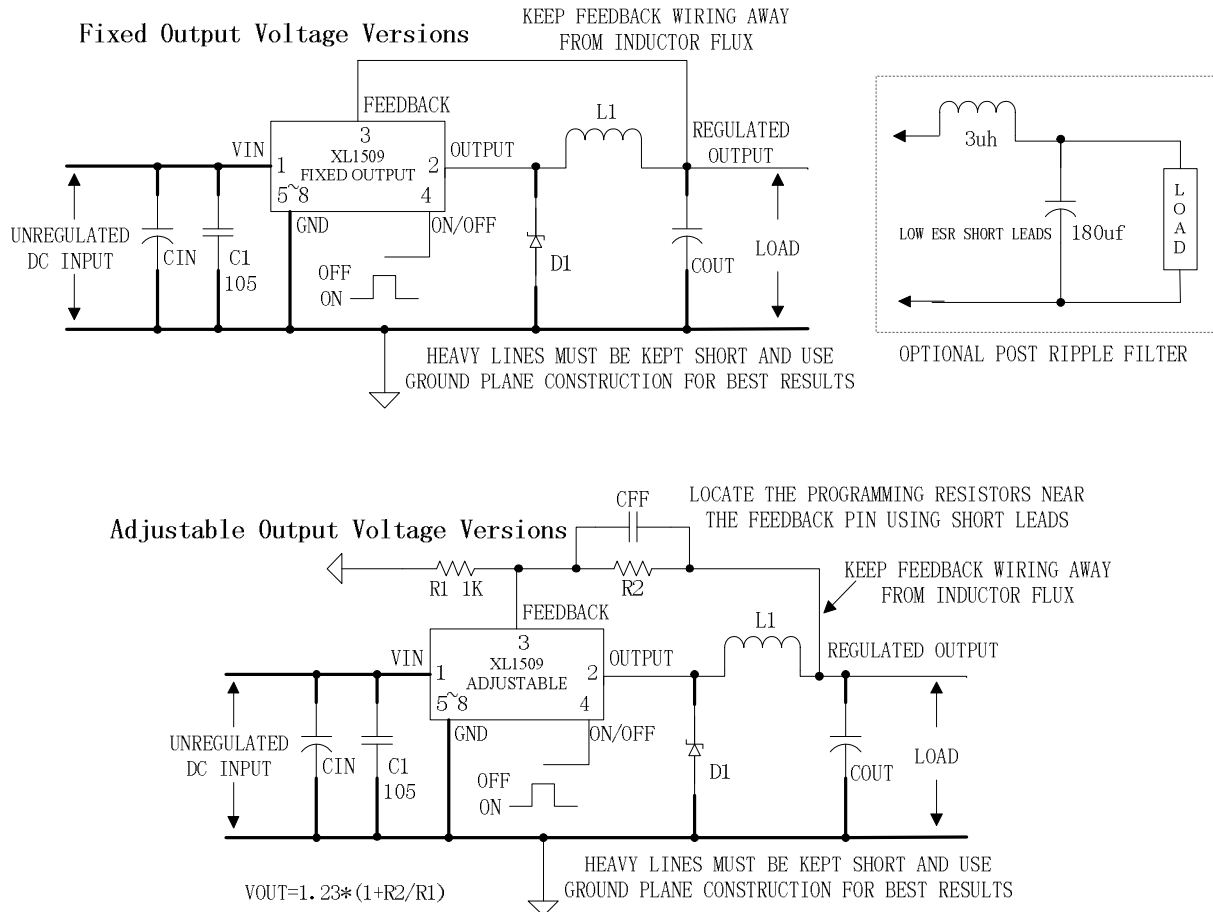 Fixed Output Voltage Versions
KEEP FEEDBACK WIRING AWAY
FROM INDUCTOR FLUX
FEEDBACK
3
XL1509
FIXED OUTPUT
VIN
1
5~8
GND
OUTPUT
2
4
ON/OFF
L1
REGULATED
OUTPUT
UNREGULATED
DC INPUT
CIN
C1
105
OFF
ON
D1
COUT
LOAD
HEAVY LINES MUST BE KEPT SHORT AND USE
GROUND PLANE CONSTRUCTION FOR BEST RESULTS
3uh
LOW ESR SHORT LEADS
180uf
LOAD
OPTIONAL POST RIPPLE FILTER
Adjustable Output Voltage Versions
CFF
LOCATE THE PROGRAMMING RESISTORS NEAR
THE FEEDBACK PIN USING SHORT LEADS
R1 1K
R2
KEEP FEEDBACK WIRING AWAY
FROM INDUCTOR FLUX
FEEDBACK
3
XL1509
ADJUSTABLE
VIN
1
5~8
GND
OUTPUT
2
4
ON/OFF
L1
REGULATED OUTPUT
UNREGULATED
DC INPUT
CIN
C1
105
OFF
ON
D1
COUT
LOAD
HEAVY LINES MUST BE KEPT SHORT AND USE
GROUND PLANE CONSTRUCTION FOR BEST RESULTS
VOUT=1.23*(1+R2/R1)